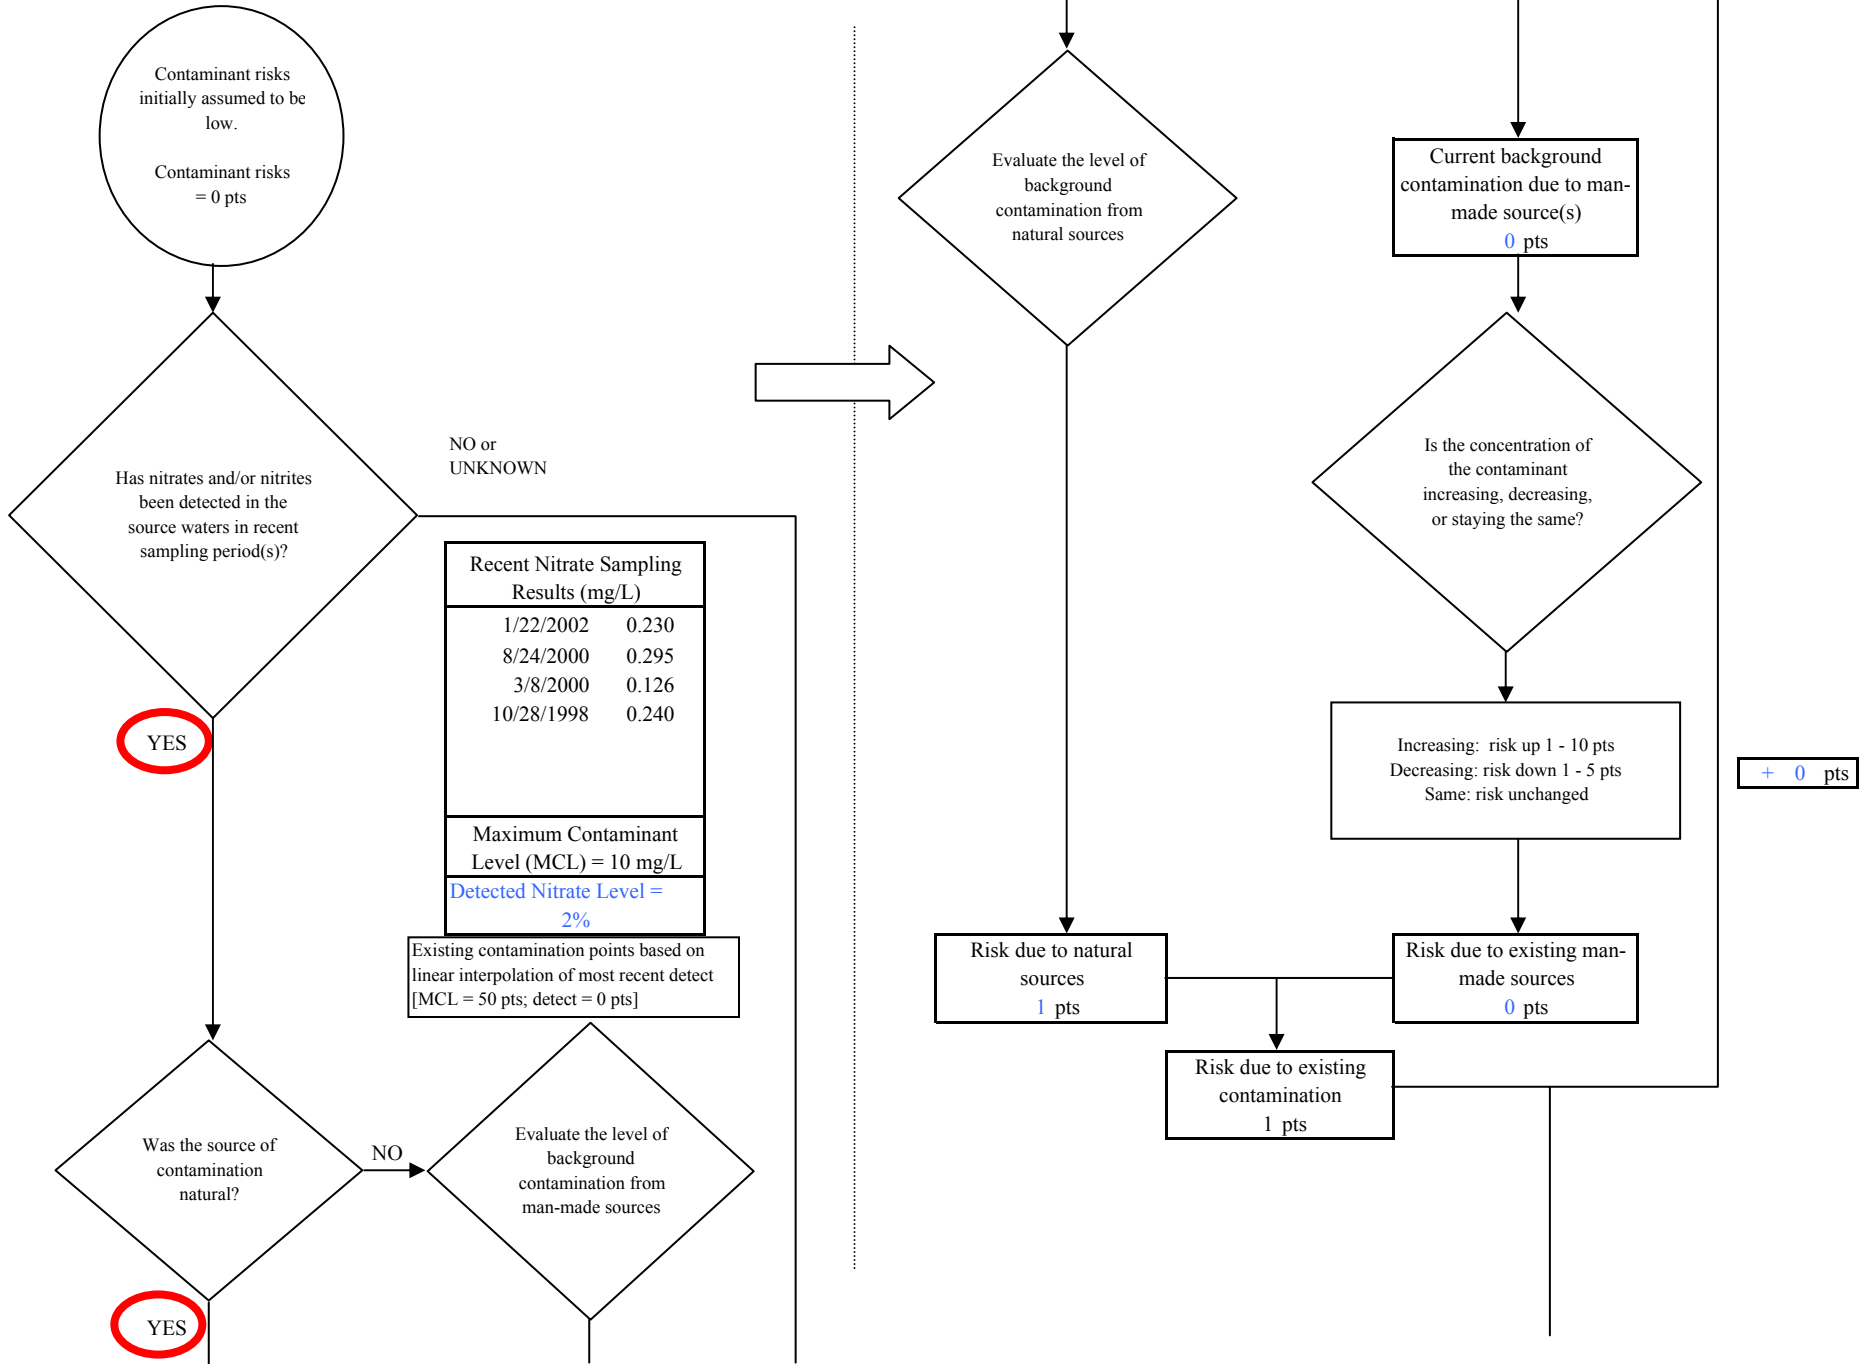 Contaminant risks
initially assumed to be
low.
Contaminant risks
= 0 pts
Has nitrates and/or nitrites
been detected in the
source waters in recent
sampling period(s)?
NO or
UNKNOWN
YES
Recent Nitrate Sampling
Results (mg/L)
1/22/2002 0.230
8/24/2000 0.295
3/8/2000 0.126
10/28/1998 0.240
Maximum Contaminant
Level (MCL) = 10 mg/L
Detected Nitrate Level =
2%
Existing contamination points based on
linear interpolation of most recent detect
[MCL = 50 pts; detect = 0 pts]
Was the source of
contamination
natural?
NO
YES
Evaluate the level of
background
contamination from
man-made sources
Evaluate the level of
background
contamination from
natural sources
Current background
contamination due to man-
made source(s)
0 pts
Is the concentration of
the contaminant
increasing, decreasing,
or staying the same?
Increasing: risk up 1 - 10 pts
Decreasing: risk down 1 - 5 pts
Same: risk unchanged
+ 0 pts
Risk due to natural
sources
1 pts
Risk due to existing man-
made sources
0 pts
Risk due to existing
contamination
1 pts